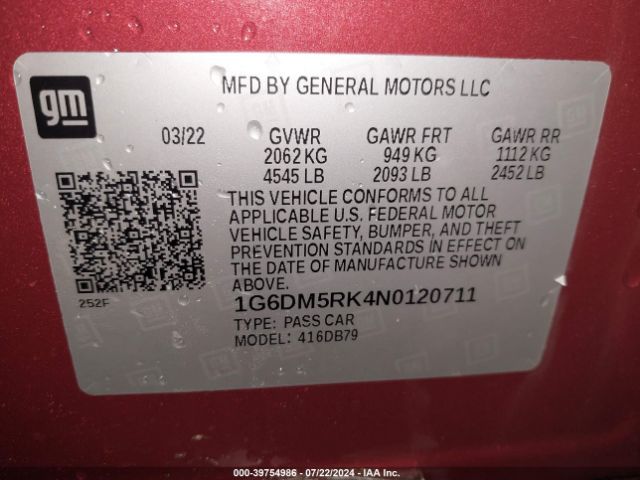 gm
MFD BY GENERAL MOTORS LLC
03/22 GVWR GAWR FRT GAWR RR
2062 KG 949 KG 1112 KG
4545 LB 2093 LB 2452 LB
THIS VEHICLE CONFORMS TO ALL
APPLICABLE U.S. FEDERAL MOTOR
VEHICLE SAFETY, BUMPER, AND THEFT
PREVENTION STANDARDS IN EFFECT ON
THE DATE OF MANUFACTURE SHOWN
ABOVE.
252F
1G6DM5RK4N0120711
TYPE: PASS CAR
MODEL: 416DB79
000-39754986 - 07/22/2024 - IAA Inc.